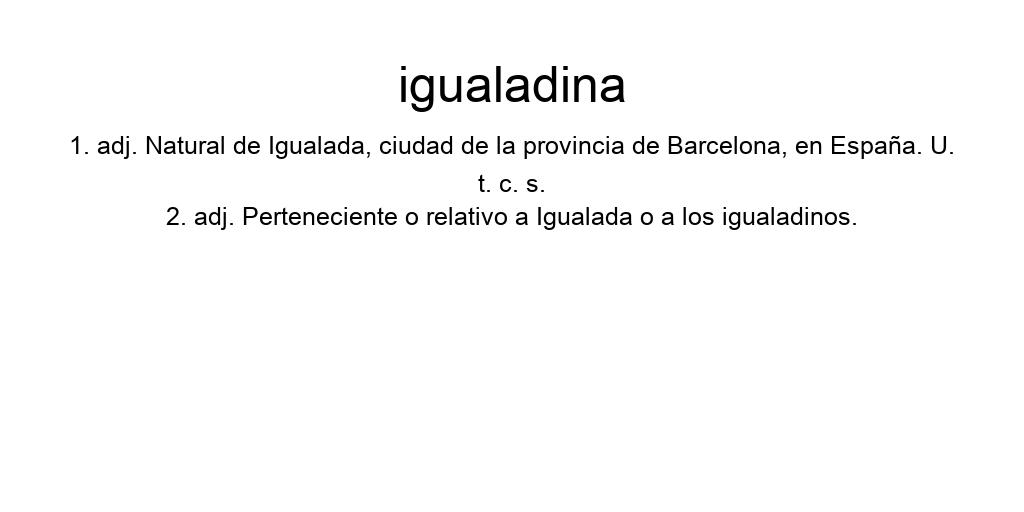 igualadina
1. adj. Natural de Igualada, ciudad de la provincia de Barcelona, en España. U.
t. c. s.
2. adj. Perteneciente o relativo a Igualada o a los igualadinos.